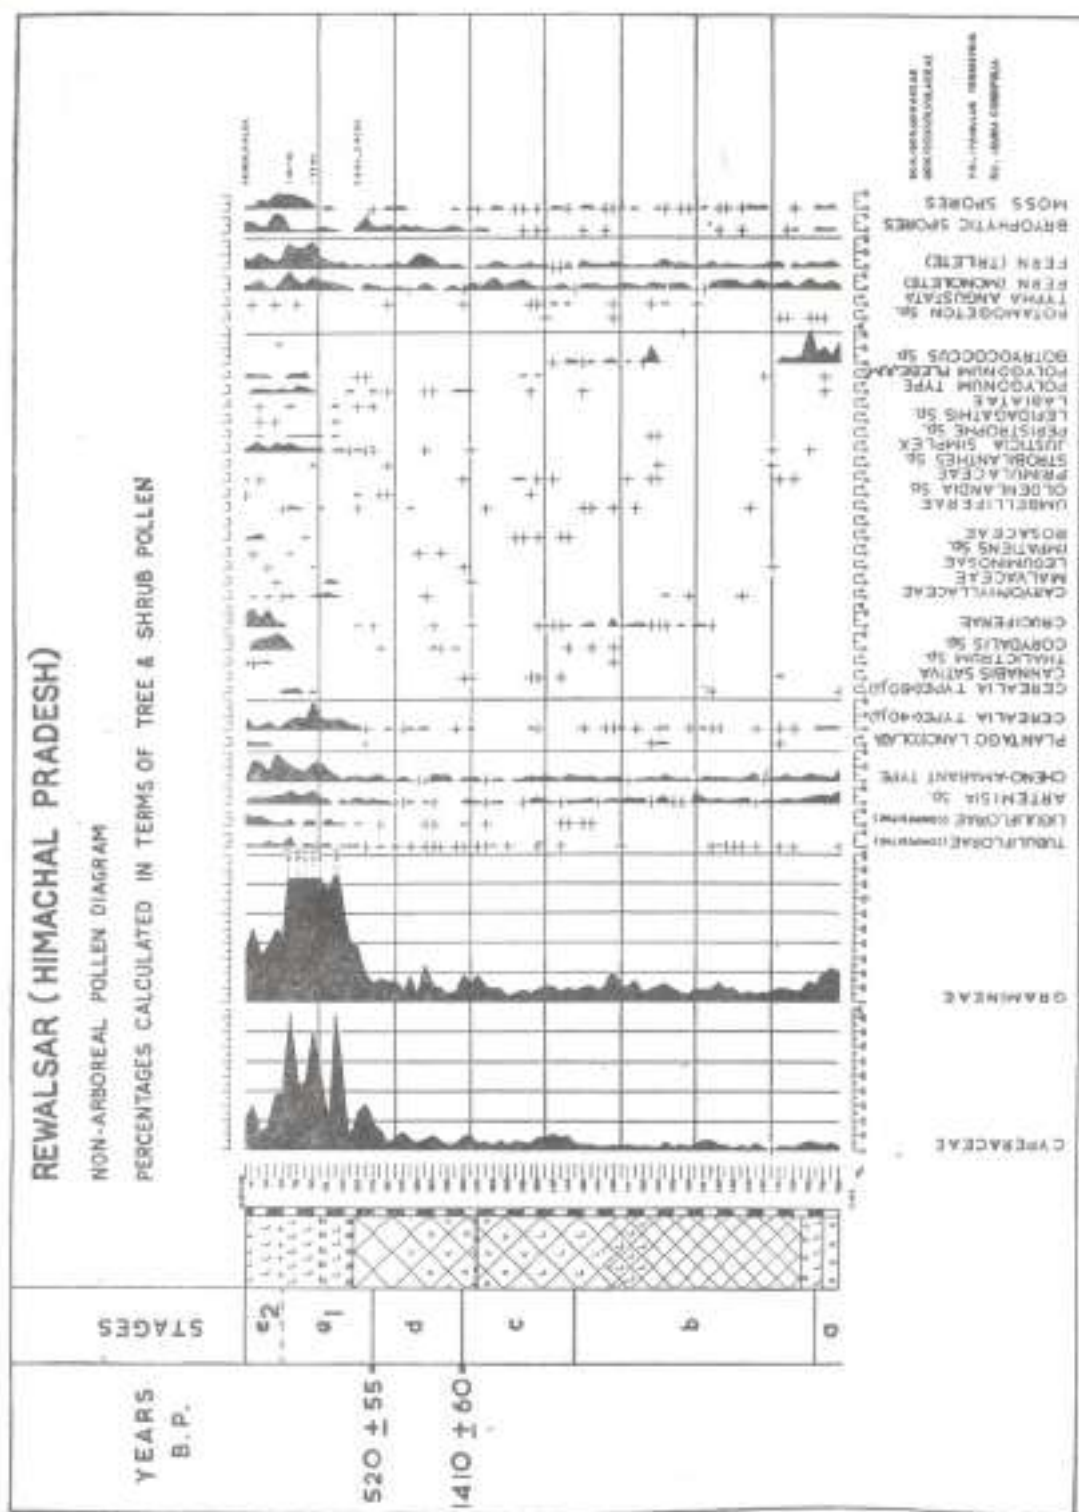 REWALSAR (HIMACHAL PRADESH)
NON-ARBOREAL POLLEN DIAGRAM
PERCENTAGES CALCULATED IN TERMS OF TREE & SHRUB POLLEN
YEARS
B.P.
STAGES
520 ± 55
1410 ± 60
e2
e1
d
c
b
a
CYPERACEAE
GRAMINEAE
TUBULIFLORAE (COMPOSITAE)
LIGULIFLORAE (COMPOSITAE)
ARTEMISIA Sp.
CHENO-AMARANT TYPE
PLANTAGO LANCEOLATA
CEREALIA TYPE(>40μ)
CEREALIA TYPE(>60μ)
CANNABIS SATIVA
THALICTRUM Sp.
CORYDALIS Sp.
CRUCIFERAE
CARYOPHYLLACEAE
MALVACEAE
LEGUMINOSAE
IMPATIENS Sp.
ROSACEAE
UMBELLIFERAE
OLDENLANDIA Sp.
PRIMULACEAE
STROBILANTHES Sp.
JUSTICIA SIMPLEX
PERISTROPHE Sp.
LEPIDAGATHIS Sp.
LABIATAE
POLYGONUM TYPE
POLYGONUM PLEBEJUM
BOTRYOCOCCUS Sp
POTAMOGETON Sp.
TYPHA ANGUSTATA
FERN (MONOLETE)
FERN (TRILETE)
BRYOPHYTIC SPORES
MOSS SPORES